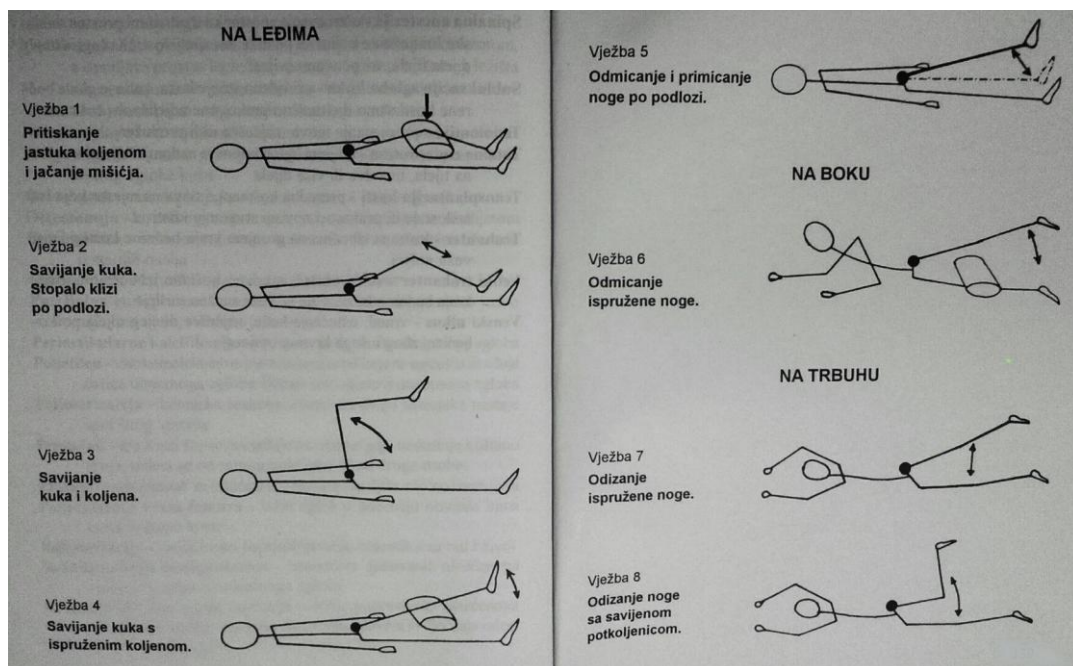 NA LEĐIMA
Vježba 1
Pritiskanje
jastuka koljenom
i jačanje mišićja.
Vježba 2
Savijanje kuka.
Stopalo klizi
po podlozi.
Vježba 3
Savijanje
kuka i koljena.
Vježba 4
Savijanje kuka s
ispruženim koljenom.
Vježba 5
Odmicanje i primicanje
noge po podlozi.
NA BOKU
Vježba 6
Odmicanje
ispružene noge.
NA TRBUHU
Vježba 7
Odizanje
ispružene noge.
Vježba 8
Odizanje noge
sa savijenom
potkoljenicom.